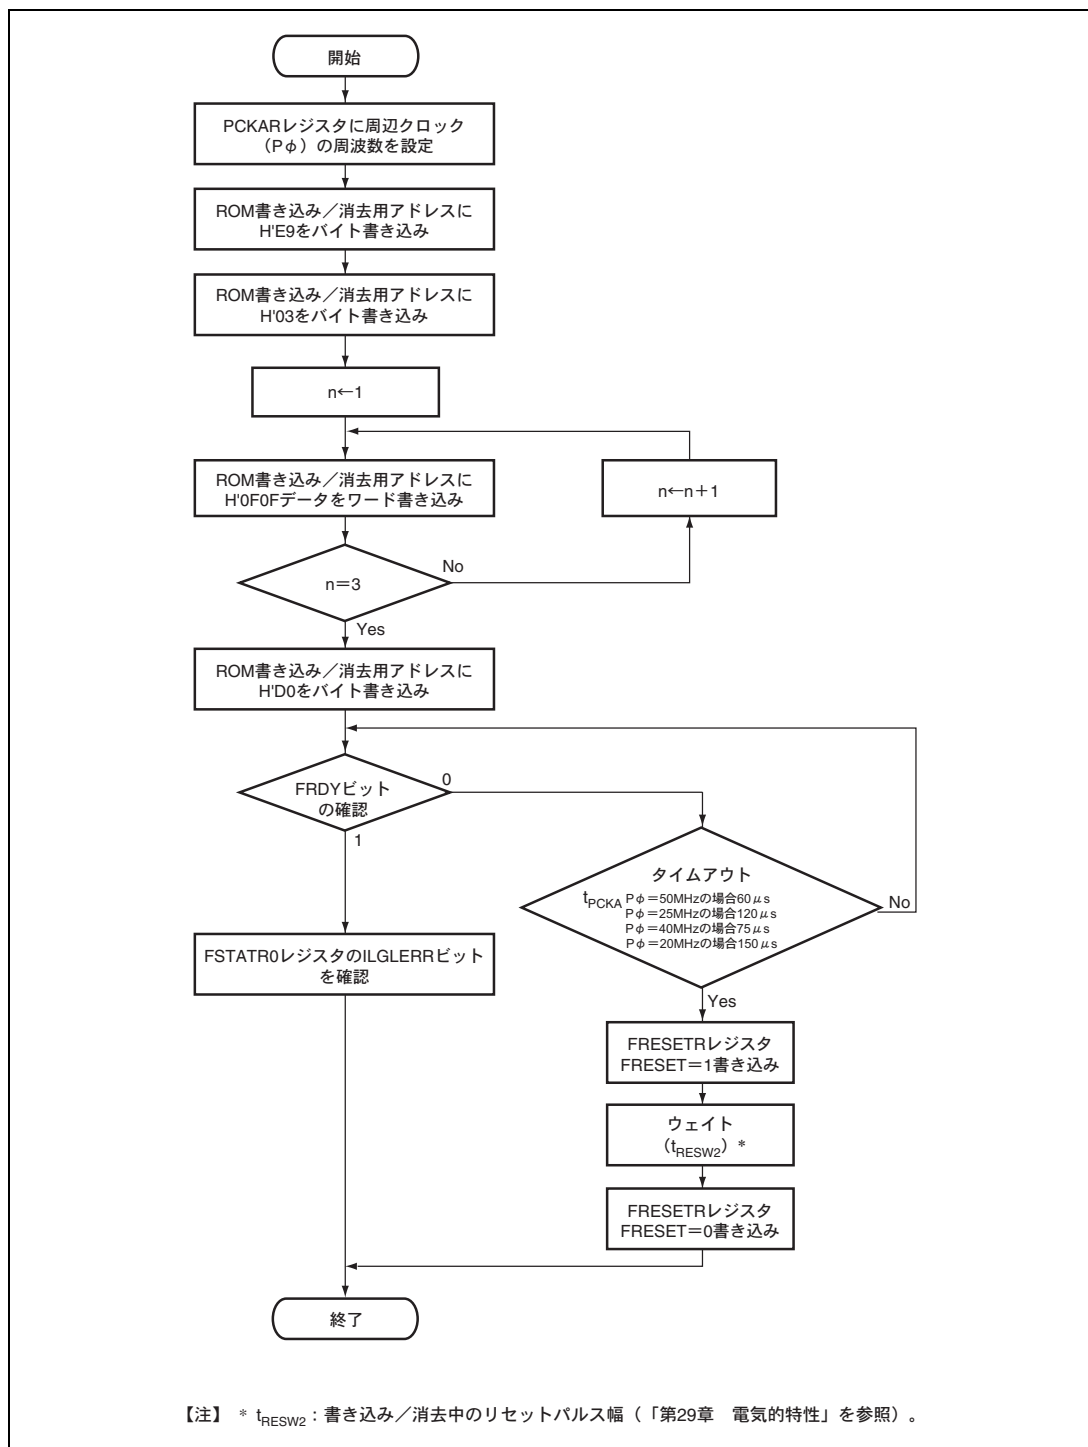 開始
PCKARレジスタに周辺クロック
（Pφ）の周波数を設定
ROM書き込み／消去用アドレスに
H'E9をバイト書き込み
ROM書き込み／消去用アドレスに
H'03をバイト書き込み
n←1
ROM書き込み／消去用アドレスに
H'0F0Fデータをワード書き込み
n←n＋1
n＝3
No
Yes
ROM書き込み／消去用アドレスに
H'D0をバイト書き込み
FRDYビット
の確認
0
1
タイムアウト
tPCKA Pφ＝50MHzの場合60μs
Pφ＝25MHzの場合120μs
Pφ＝40MHzの場合75μs
Pφ＝20MHzの場合150μs
No
Yes
FSTATR0レジスタのILGLERRビット
を確認
FRESETRレジスタ
FRESET＝1書き込み
ウェイト
（tRESW2）*
FRESETRレジスタ
FRESET＝0書き込み
終了
【注】 * tRESW2：書き込み／消去中のリセットパルス幅（「第29章　電気的特性」を参照）。